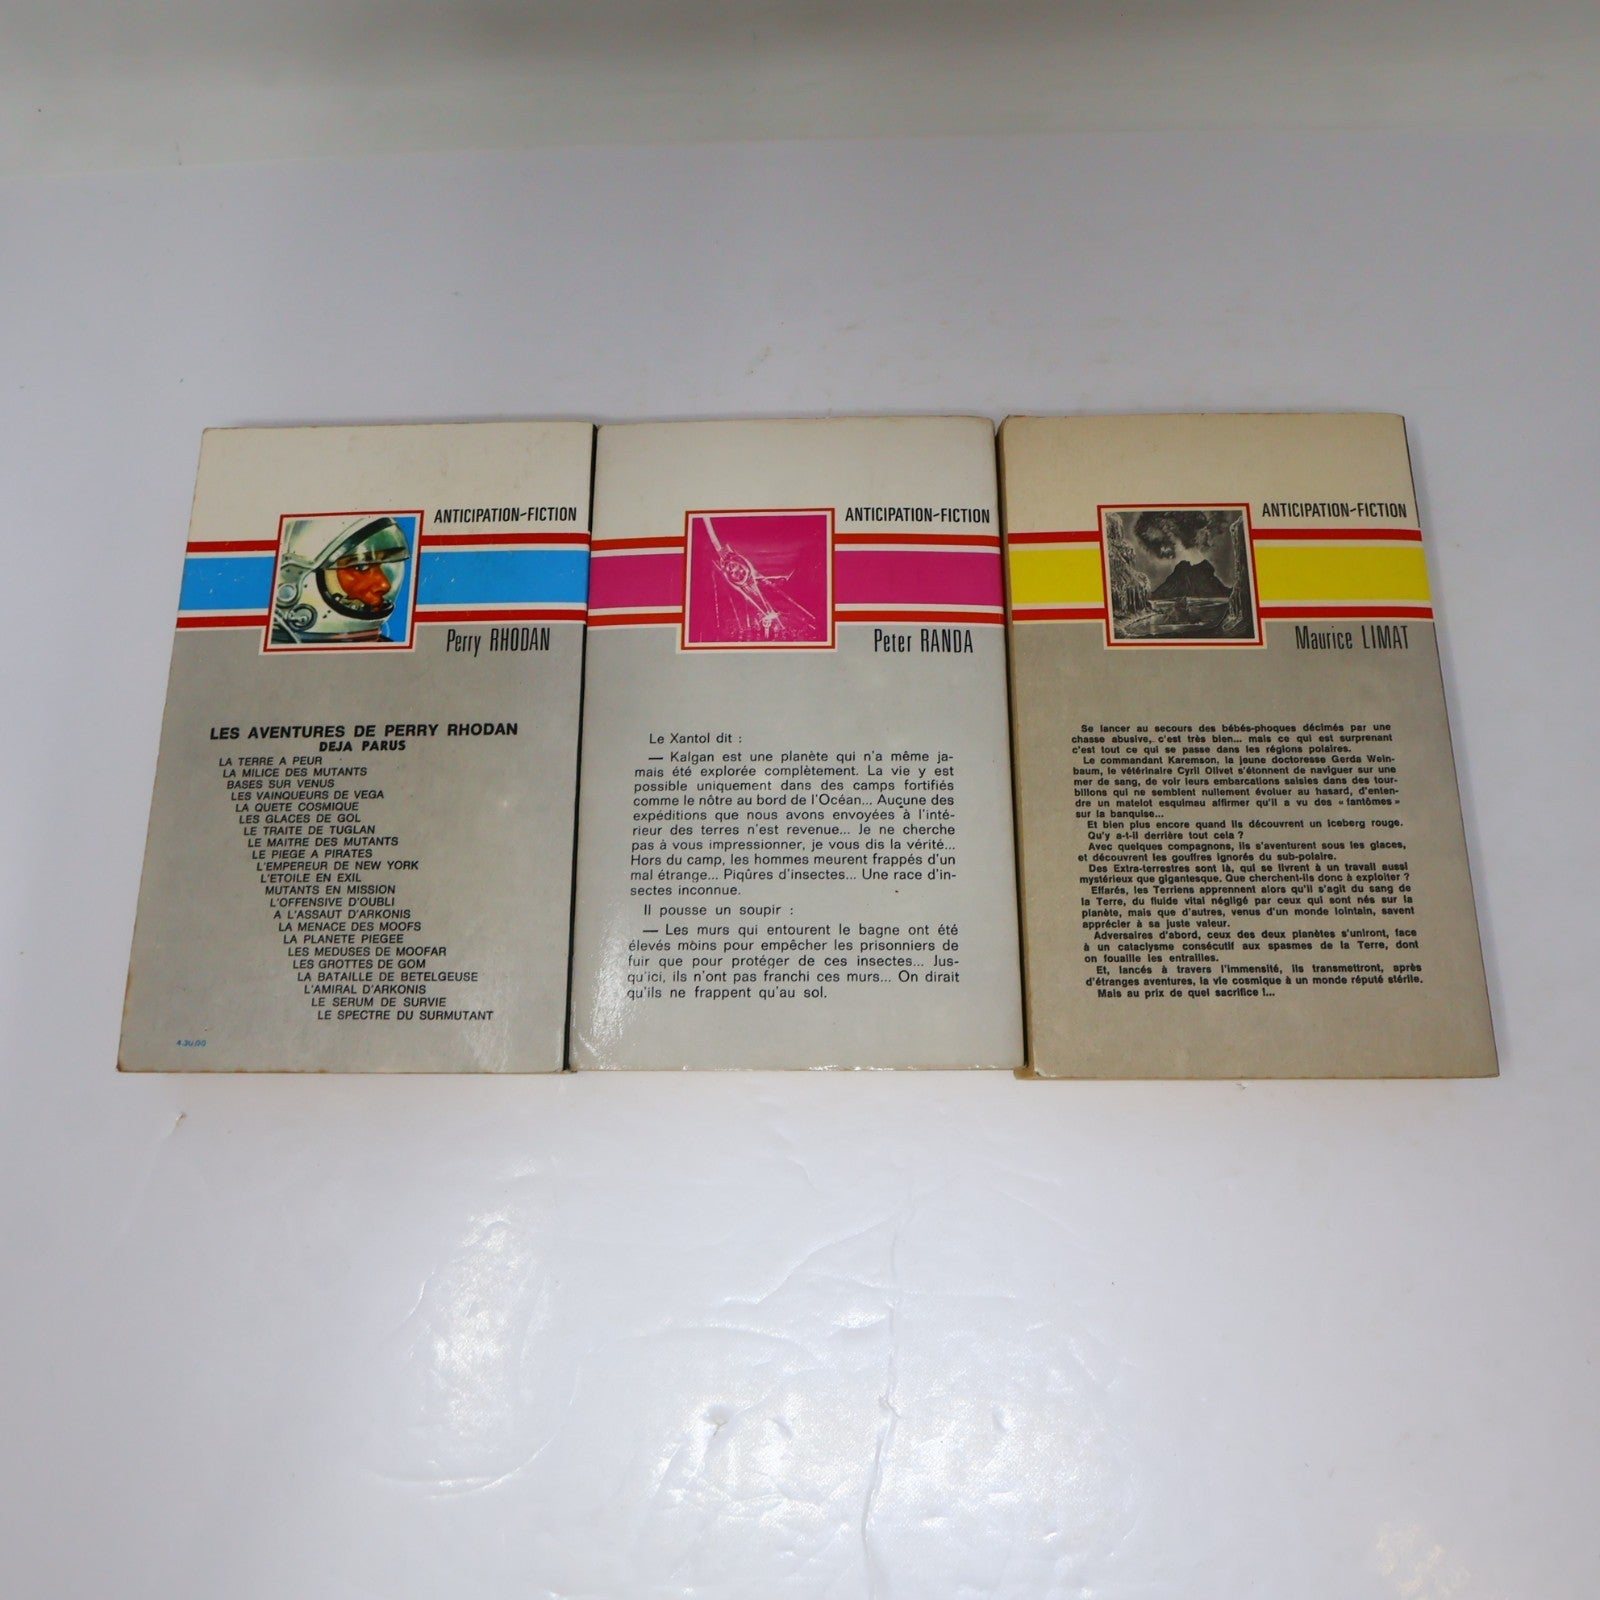 ANTICIPATION-FICTION
Perry RHODAN
LES AVENTURES DE PERRY RHODAN
DEJA PARUS
LA TERRE A PEUR
LA MILICE DES MUTANTS
BASES SUR VENUS
LES VAINQUEURS DE VEGA
LA QUETE COSMIQUE
LES GLACES DE GOL
LE TRAITE DE TUGLAN
LE MAITRE DES MUTANTS
LE PIEGE A PIRATES
L'EMPEREUR DE NEW YORK
L'ETOILE EN EXIL
MUTANTS EN MISSION
L'OFFENSIVE D'OUBLI
A L'ASSAUT D'ARKONIS
LA MENACE DES MOOFS
LA PLANETE PIEGEE
LES MEDUSES DE MOOFAR
LES GROTTES DE GOM
LA BATAILLE DE BETELGEUSE
L'AMIRAL D'ARKONIS
LE SERUM DE SURVIE
LE SPECTRE DU SURMUTANT
ANTICIPATION-FICTION
Peter RANDA
Le Xantol dit :
— Kalgan est une planète qui n'a même ja-
mais été explorée complètement. La vie y est
possible uniquement dans des camps fortifiés
comme le nôtre au bord de l'Océan... Aucune des
expéditions que nous avons envoyées à l'inté-
rieur des terres n'est revenue... Je ne cherche
pas à vous impressionner, je vous dis la vérité...
Hors du camp, les hommes meurent frappés d'un
mal étrange... Piqûres d'insectes... Une race d'in-
sectes inconnue.
Il pousse un soupir :
— Les murs qui entourent le bagne ont été
élevés moins pour empêcher les prisonniers de
fuir que pour protéger de ces insectes... Jus-
qu'ici, ils n'ont pas franchi ces murs... On dirait
qu'ils ne frappent qu'au sol.
ANTICIPATION-FICTION
Maurice LIMAT
Se lancer au secours des bébés-phoques décimés par une
chasse abusive, c'est très bien... mais ce qui est surprenant
c'est tout ce qui se passe dans les régions polaires.
Le commandant Karemson, la jeune doctoresse Gerda Wein-
baum, le vétérinaire Cyril Olivet s'étonnent de naviguer sur une
mer de sang, de voir leurs embarcations saisies dans des tour-
billons qui ne semblent nullement évoluer au hasard, d'enten-
dre un matelot esquimau affirmer qu'il a vu des « fantômes »
sur la banquise...
Et bien plus encore quand ils découvrent un iceberg rouge.
Qu'y a-t-il derrière tout cela ?
Avec quelques compagnons, ils s'aventurent sous les glaces,
et découvrent les gouffres ignorés du sub-polaire.
Des Extra-terrestres sont là, qui se livrent à un travail aussi
mystérieux que gigantesque. Que cherchent-ils donc à exploiter ?
Effarés, les Terriens apprennent alors qu'il s'agit du sang de
la Terre, du fluide vital négligé par ceux qui sont nés sur la
planète, mais que d'autres, venus d'un monde lointain, savent
apprécier à sa juste valeur.
Adversaires d'abord, ceux des deux planètes s'uniront, face
à un cataclysme consécutif aux spasmes de la Terre, dont
on fouaille les entrailles.
Et, lancés à travers l'immensité, ils transmettront, après
d'étranges aventures, la vie cosmique à un monde réputé stérile.
Mais au prix de quel sacrifice !...